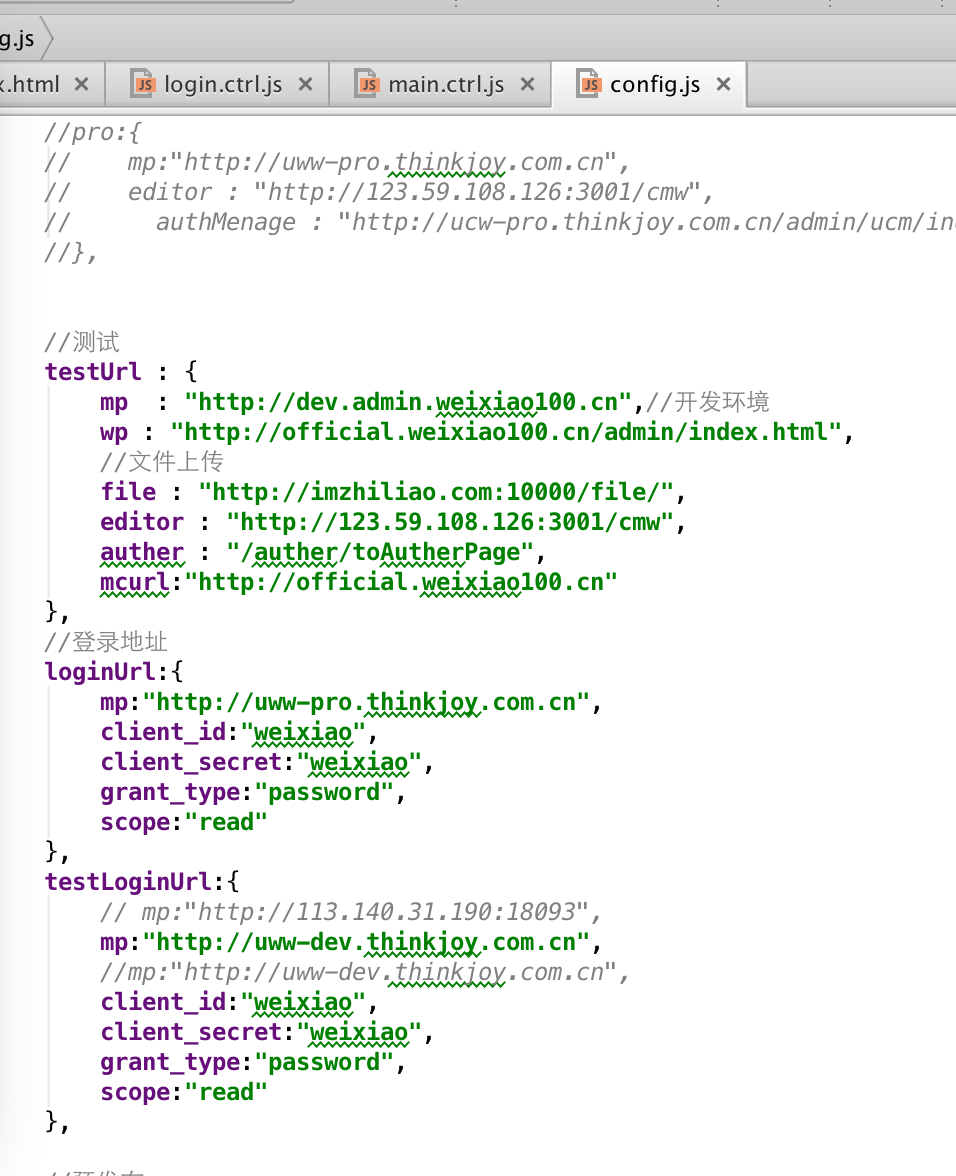 g.js
x.html × login.ctrl.js × main.ctrl.js × config.js ×
//pro:{
//    mp:"http://uww-pro.thinkjoy.com.cn",
//    editor : "http://123.59.108.126:3001/cmw",
//      authMenage : "http://ucw-pro.thinkjoy.com.cn/admin/ucm/in
//},
//测试
testUrl : {
    mp  : "http://dev.admin.weixiao100.cn",//开发环境
    wp : "http://official.weixiao100.cn/admin/index.html",
    //文件上传
    file : "http://imzhiliao.com:10000/file/",
    editor : "http://123.59.108.126:3001/cmw",
    auther : "/auther/toAutherPage",
    mcurl:"http://official.weixiao100.cn"
},
//登录地址
loginUrl:{
    mp:"http://uww-pro.thinkjoy.com.cn",
    client_id:"weixiao",
    client_secret:"weixiao",
    grant_type:"password",
    scope:"read"
},
testLoginUrl:{
    // mp:"http://113.140.31.190:18093",
    mp:"http://uww-dev.thinkjoy.com.cn",
    //mp:"http://uww-dev.thinkjoy.com.cn",
    client_id:"weixiao",
    client_secret:"weixiao",
    grant_type:"password",
    scope:"read"
},